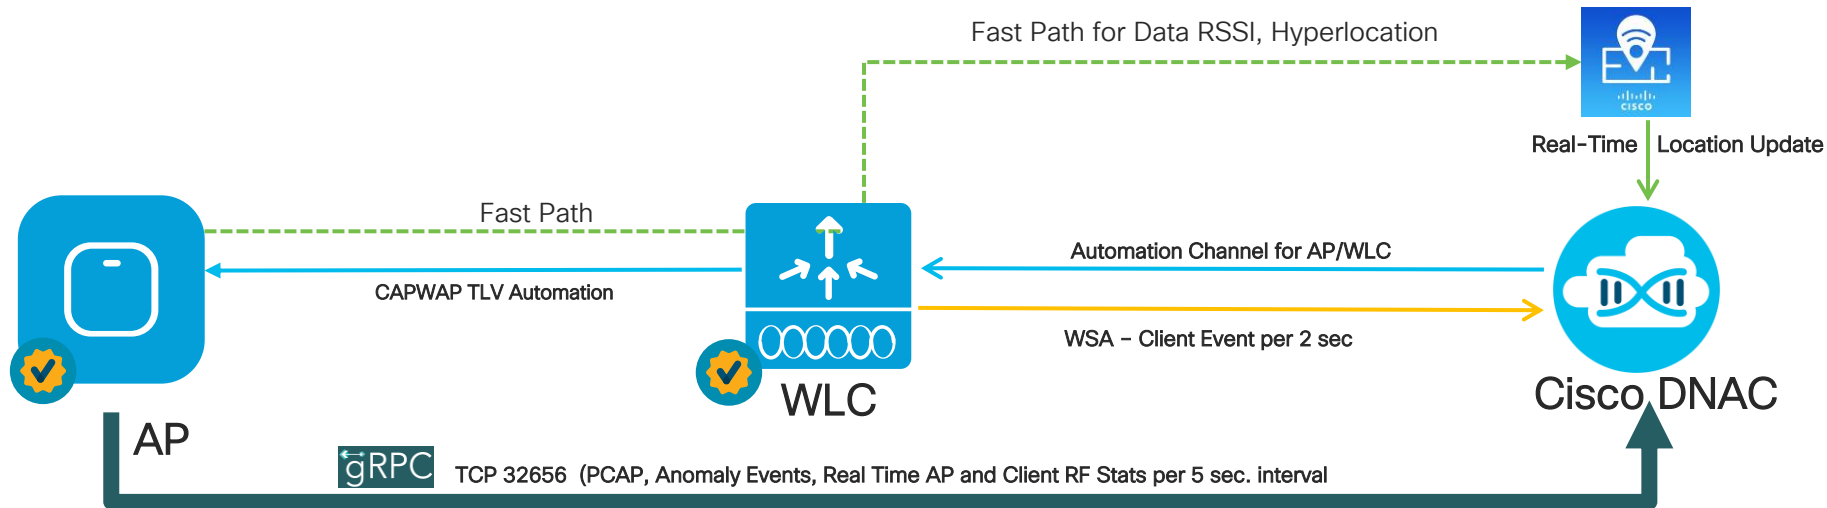 Fast Path for Data RSSI, Hyperlocation
CISCO
Real-Time Location Update
Fast Path
Automation Channel for AP/WLC
CAPWAP TLV Automation
WSA – Client Event per 2 sec
WLC
Cisco DNAC
AP
gRPC TCP 32656 (PCAP, Anomaly Events, Real Time AP and Client RF Stats per 5 sec. interval